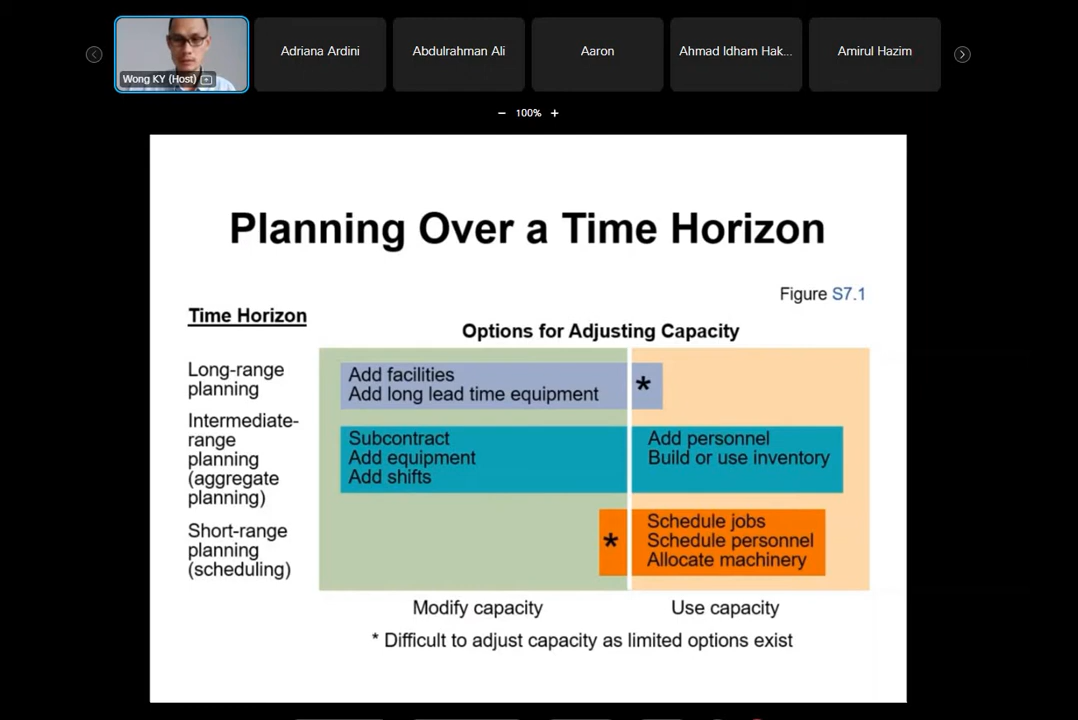 Wong KY (Host)
Adriana Ardini
Abdulrahman Ali
Aaron
Ahmad Idham Hak...
Amirul Hazim
− 100% +
Planning Over a Time Horizon
Figure S7.1
Time Horizon
Options for Adjusting Capacity
Long-range
planning
Add facilities
Add long lead time equipment
*
Intermediate-
range
planning
(aggregate
planning)
Subcontract
Add equipment
Add shifts
Add personnel
Build or use inventory
Short-range
planning
(scheduling)
*
Schedule jobs
Schedule personnel
Allocate machinery
Modify capacity
Use capacity
* Difficult to adjust capacity as limited options exist